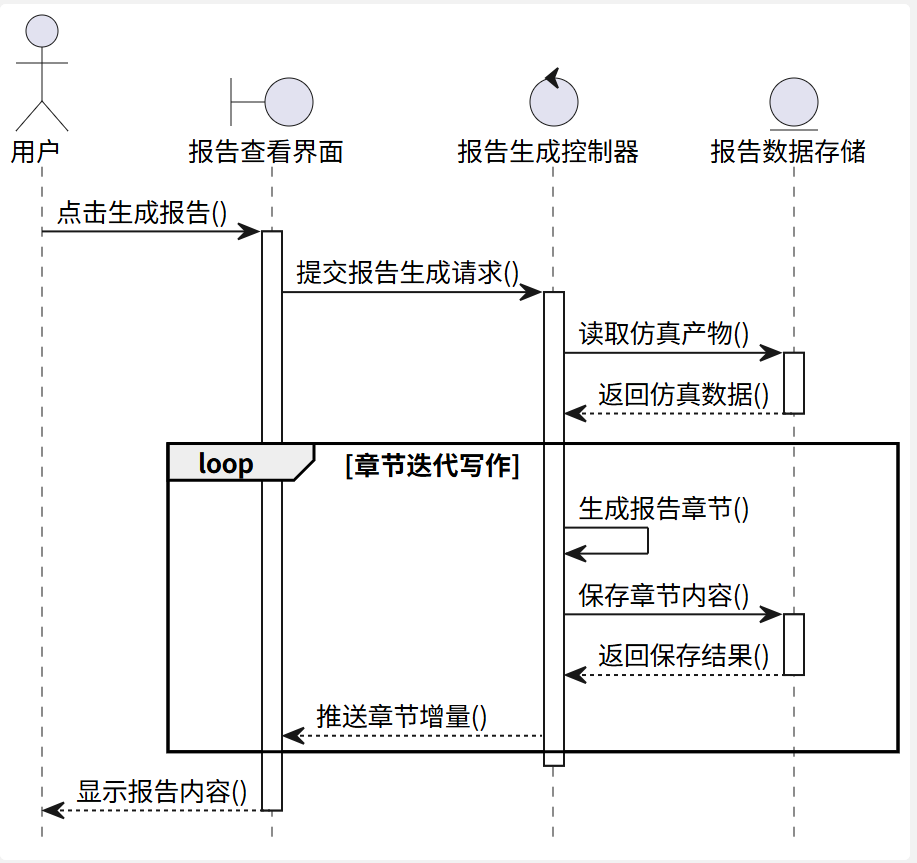 用户
报告查看界面
报告生成控制器
报告数据存储
点击生成报告()
提交报告生成请求()
读取仿真产物()
返回仿真数据()
loop
[章节迭代写作]
生成报告章节()
保存章节内容()
返回保存结果()
推送章节增量()
显示报告内容()